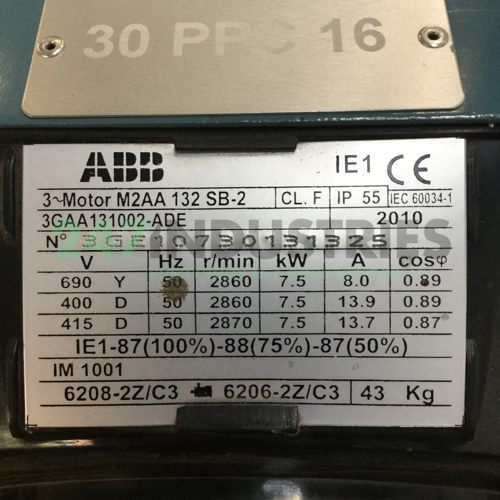 30 PPC 16
ABB IE1 CE
3~Motor M2AA 132 SB-2 CL. F IP 55 IEC 60034-1
3GAA131002-ADE 2010
N° 3GE10730131325
V Hz r/min kW A cosφ
690 Y 50 2860 7.5 8.0 0.89
400 D 50 2860 7.5 13.9 0.89
415 D 50 2870 7.5 13.7 0.87
IE1-87(100%)-88(75%)-87(50%)
IM 1001
6208-2Z/C3 6206-2Z/C3 43 Kg